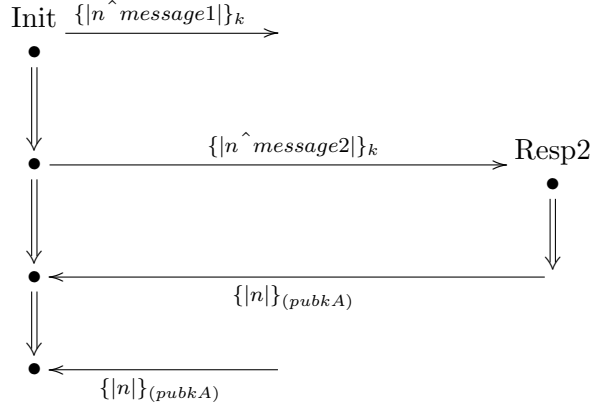 Init
{|n^message1|}k
{|n^message2|}k
Resp2
{|n|}(pubkA)
{|n|}(pubkA)